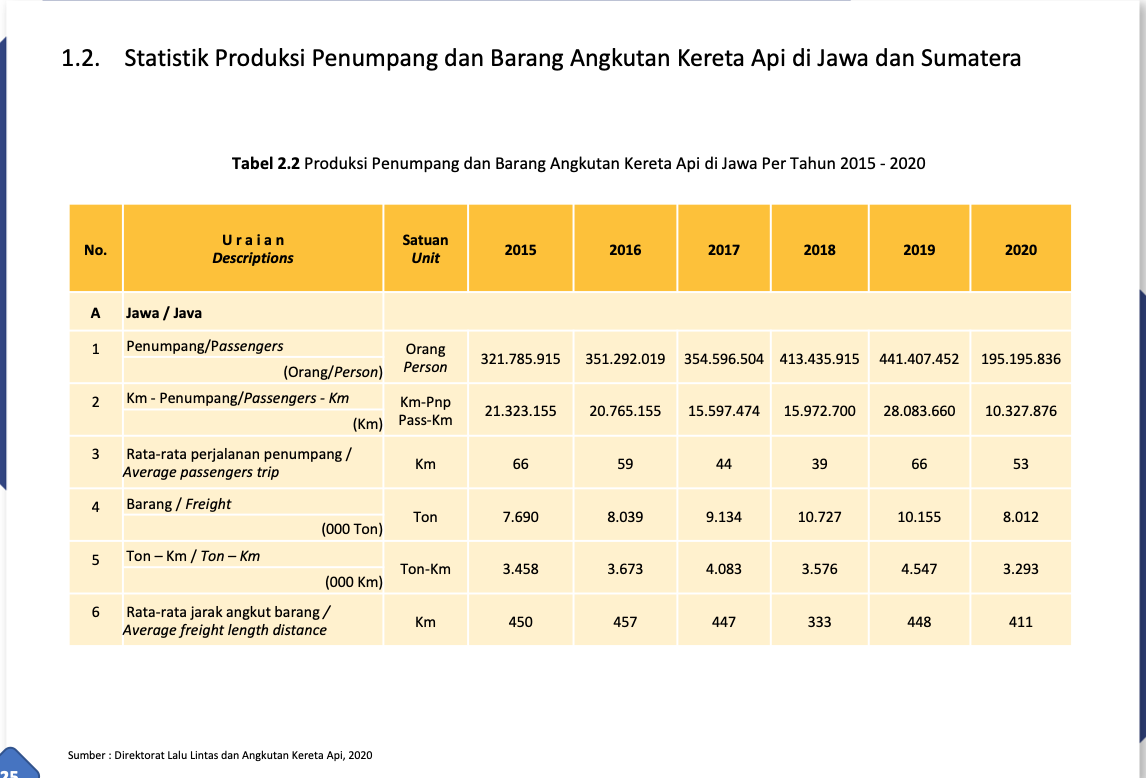 1.2. Statistik Produksi Penumpang dan Barang Angkutan Kereta Api di Jawa dan Sumatera
Tabel 2.2 Produksi Penumpang dan Barang Angkutan Kereta Api di Jawa Per Tahun 2015 - 2020
No. U r a i a n Descriptions Satuan Unit 2015 2016 2017 2018 2019 2020
A Jawa / Java
1 Penumpang/Passengers (Orang/Person) Orang Person 321.785.915 351.292.019 354.596.504 413.435.915 441.407.452 195.195.836
2 Km - Penumpang/Passengers - Km (Km) Km-Pnp Pass-Km 21.323.155 20.765.155 15.597.474 15.972.700 28.083.660 10.327.876
3 Rata-rata perjalanan penumpang / Average passengers trip Km 66 59 44 39 66 53
4 Barang / Freight (000 Ton) Ton 7.690 8.039 9.134 10.727 10.155 8.012
5 Ton – Km / Ton – Km (000 Km) Ton-Km 3.458 3.673 4.083 3.576 4.547 3.293
6 Rata-rata jarak angkut barang / Average freight length distance Km 450 457 447 333 448 411
Sumber : Direktorat Lalu Lintas dan Angkutan Kereta Api, 2020
25